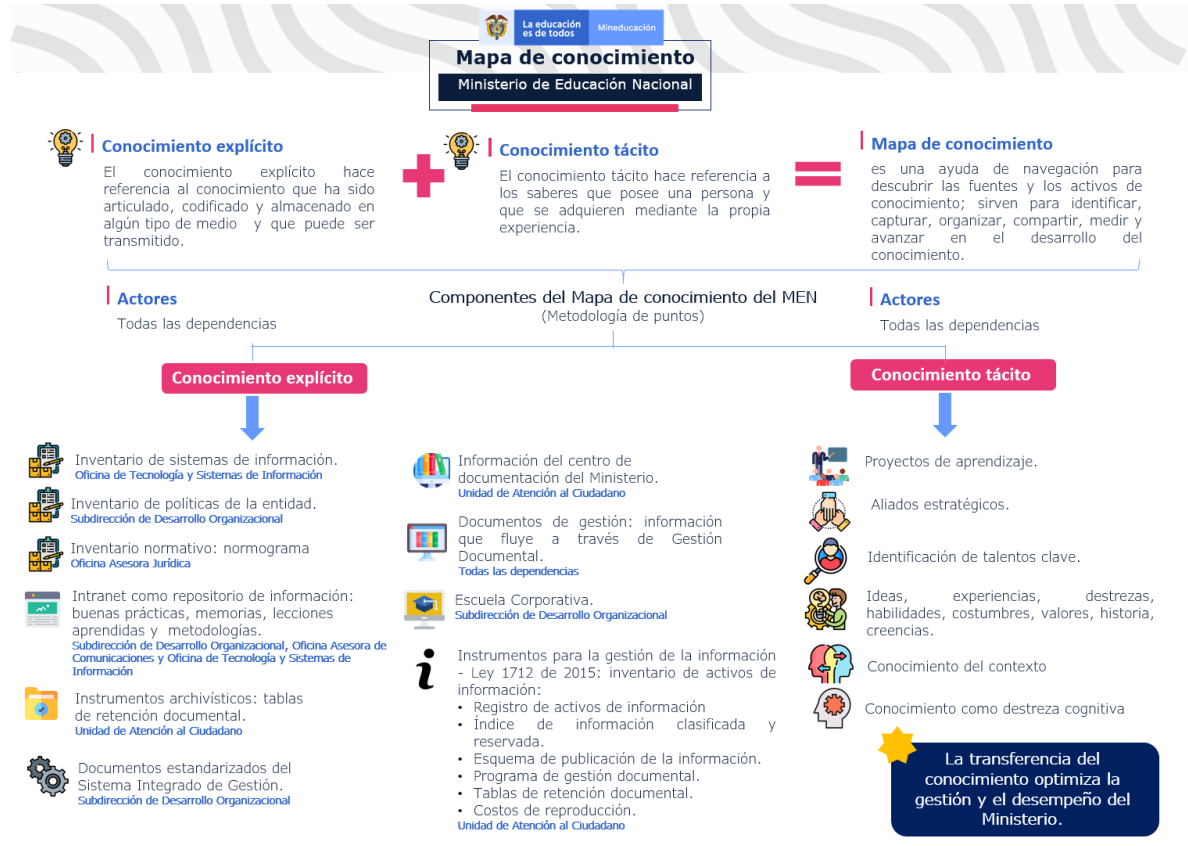 La educación
es de todos
Mineducación
Mapa de conocimiento
Ministerio de Educación Nacional
Conocimiento explícito
El conocimiento explícito hace
referencia al conocimiento que ha sido
articulado, codificado y almacenado en
algún tipo de medio y que puede ser
transmitido.
Conocimiento tácito
El conocimiento tácito hace referencia a
los saberes que posee una persona y
que se adquieren mediante la propia
experiencia.
Mapa de conocimiento
es una ayuda de navegación para
descubrir las fuentes y los activos de
conocimiento; sirven para identificar,
capturar, organizar, compartir, medir y
avanzar en el desarrollo del
conocimiento.
Actores
Todas las dependencias
Componentes del Mapa de conocimiento del MEN
(Metodología de puntos)
Actores
Todas las dependencias
Conocimiento explícito
Inventario de sistemas de información.
Oficina de Tecnología y Sistemas de Información
Inventario de políticas de la entidad.
Subdirección de Desarrollo Organizacional
Inventario normativo: normograma
Oficina Asesora Jurídica
Intranet como repositorio de información:
buenas prácticas, memorias, lecciones
aprendidas y metodologías.
Subdirección de Desarrollo Organizacional, Oficina Asesora de
Comunicaciones y Oficina de Tecnología y Sistemas de
Información
Instrumentos archivísticos: tablas
de retención documental.
Unidad de Atención al Ciudadano
Documentos estandarizados del
Sistema Integrado de Gestión.
Subdirección de Desarrollo Organizacional
Información del centro de
documentación del Ministerio.
Unidad de Atención al Ciudadano
Documentos de gestión: información
que fluye a través de Gestión
Documental.
Todas las dependencias
Escuela Corporativa.
Subdirección de Desarrollo Organizacional
Instrumentos para la gestión de la información
- Ley 1712 de 2015: inventario de activos de
información:
• Registro de activos de información
• Índice de información clasificada y
reservada.
• Esquema de publicación de la información.
• Programa de gestión documental.
• Tablas de retención documental.
• Costos de reproducción.
Unidad de Atención al Ciudadano
Conocimiento tácito
Proyectos de aprendizaje.
Aliados estratégicos.
Identificación de talentos clave.
Ideas, experiencias, destrezas,
habilidades, costumbres, valores, historia,
creencias.
Conocimiento del contexto
Conocimiento como destreza cognitiva
La transferencia del
conocimiento optimiza la
gestión y el desempeño del
Ministerio.